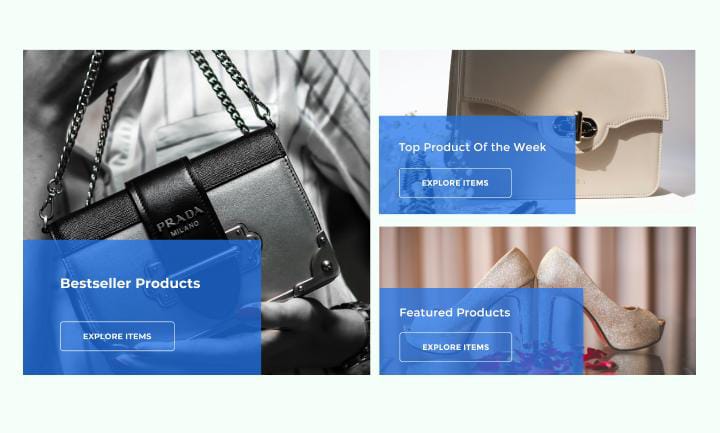 PRADA
MILANO
Bestseller Products
EXPLORE ITEMS
Top Product Of the Week
EXPLORE ITEMS
Featured Products
EXPLORE ITEMS